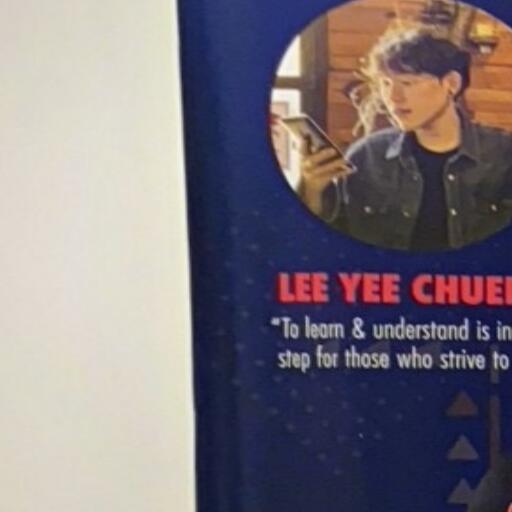 LEE YEE CHUE
"To learn & understand is in
step for those who strive to